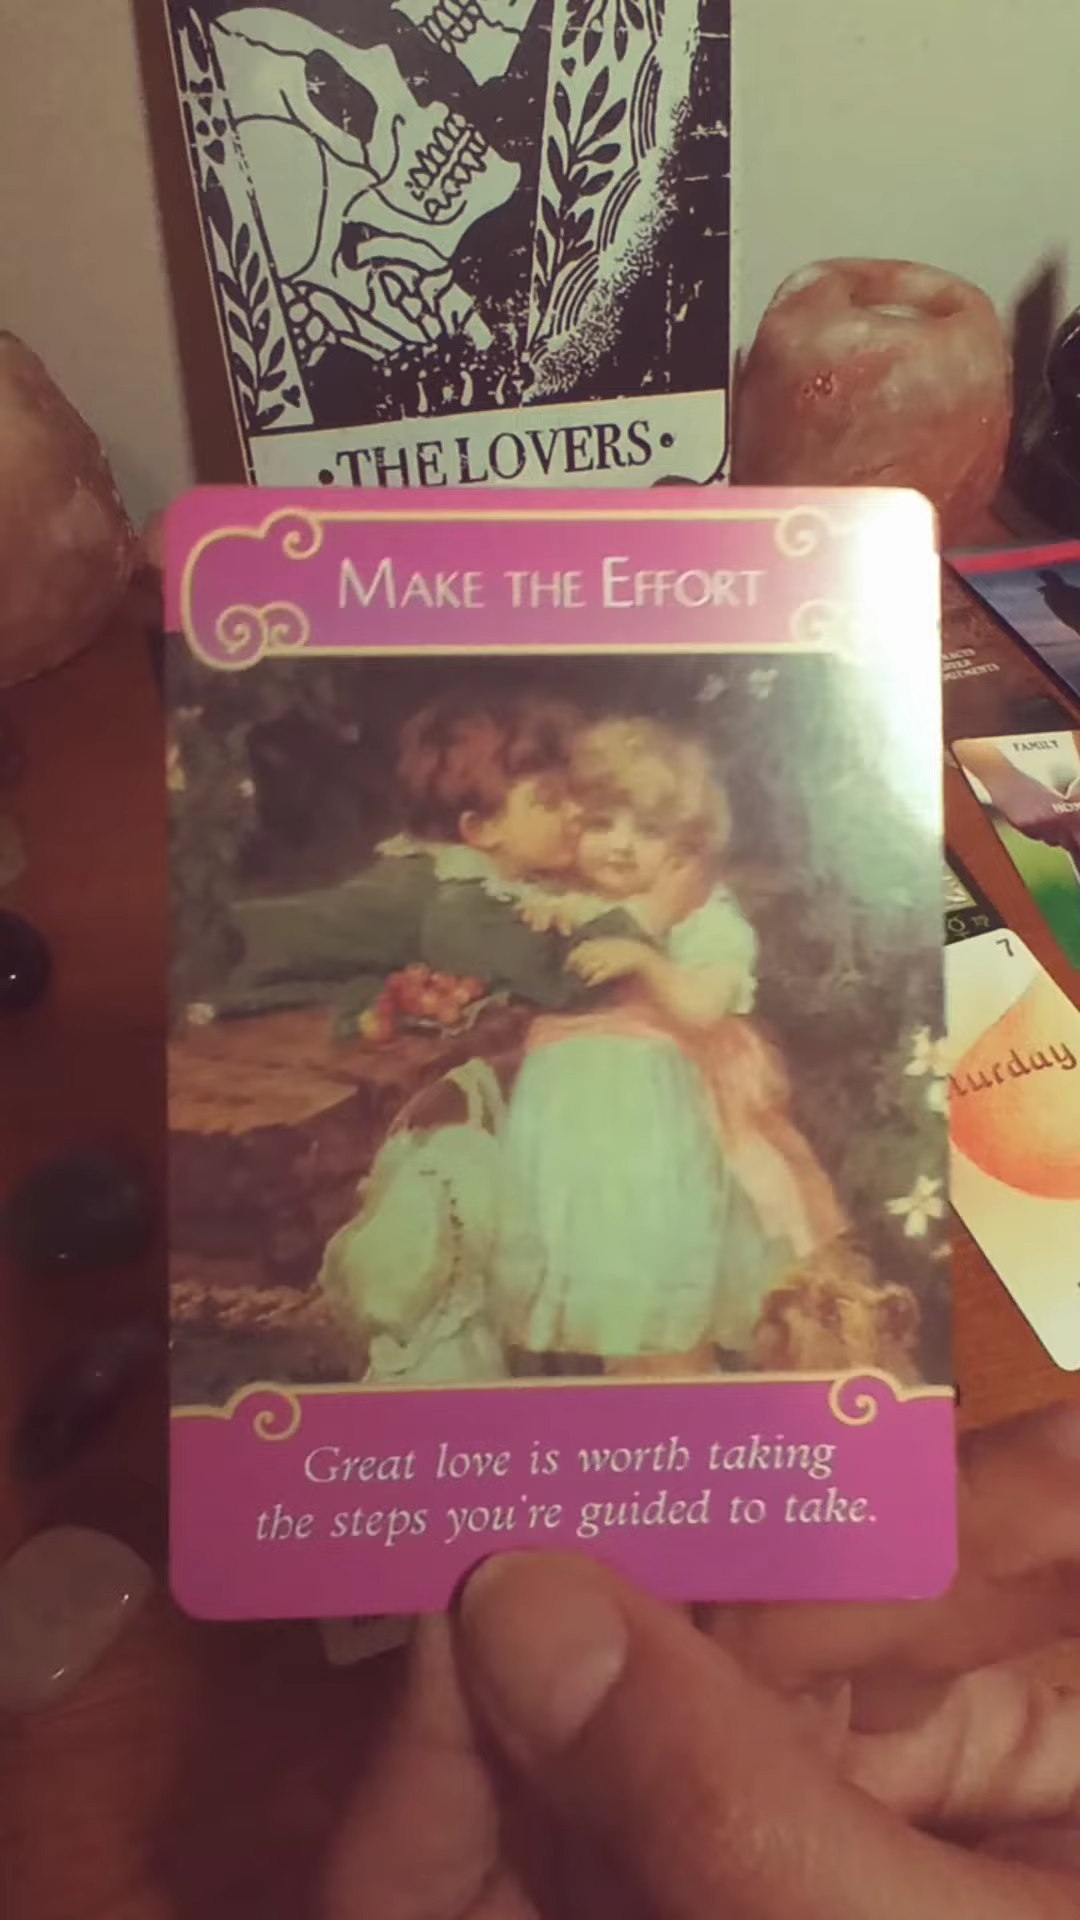 •THE LOVERS•
MAKE THE EFFORT
FAMILY
7
Great love is worth taking
the steps you're guided to take.